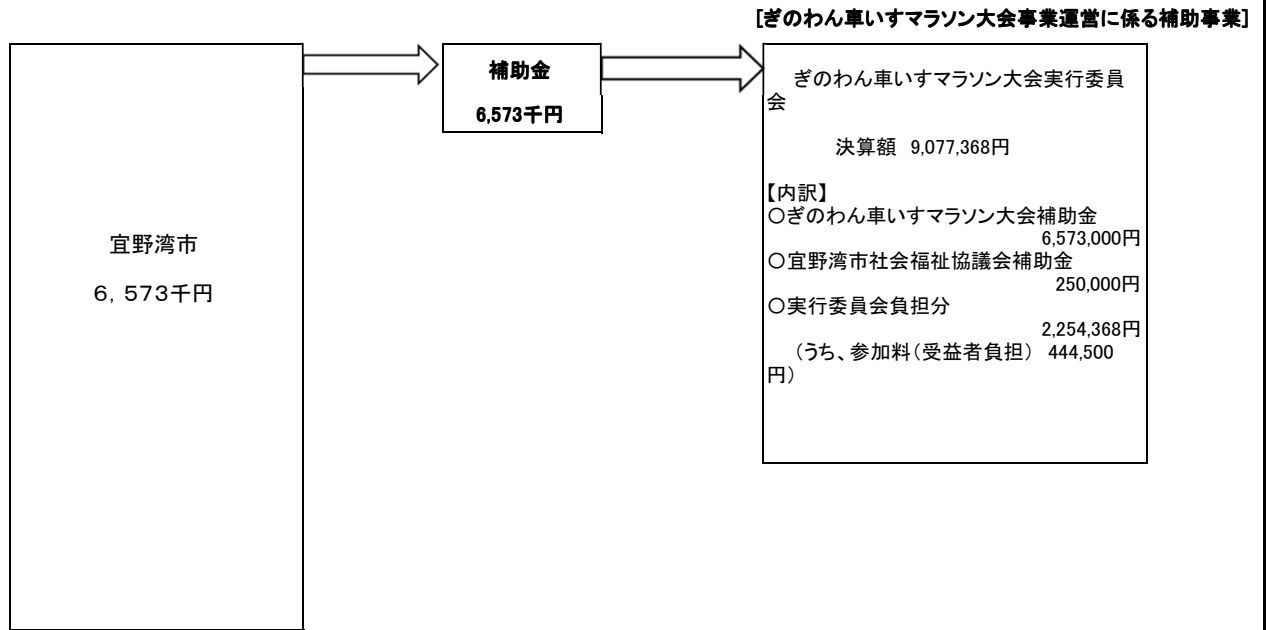 [ぎのわん車いすマラソン大会事業運営に係る補助事業]
宜野湾市
６，５７３千円
補助金
6,573千円
ぎのわん車いすマラソン大会実行委員
会
決算額 9,077,368円
【内訳】
○ぎのわん車いすマラソン大会補助金
6,573,000円
○宜野湾市社会福祉協議会補助金
250,000円
○実行委員会負担分
2,254,368円
（うち、参加料（受益者負担） 444,500
円）